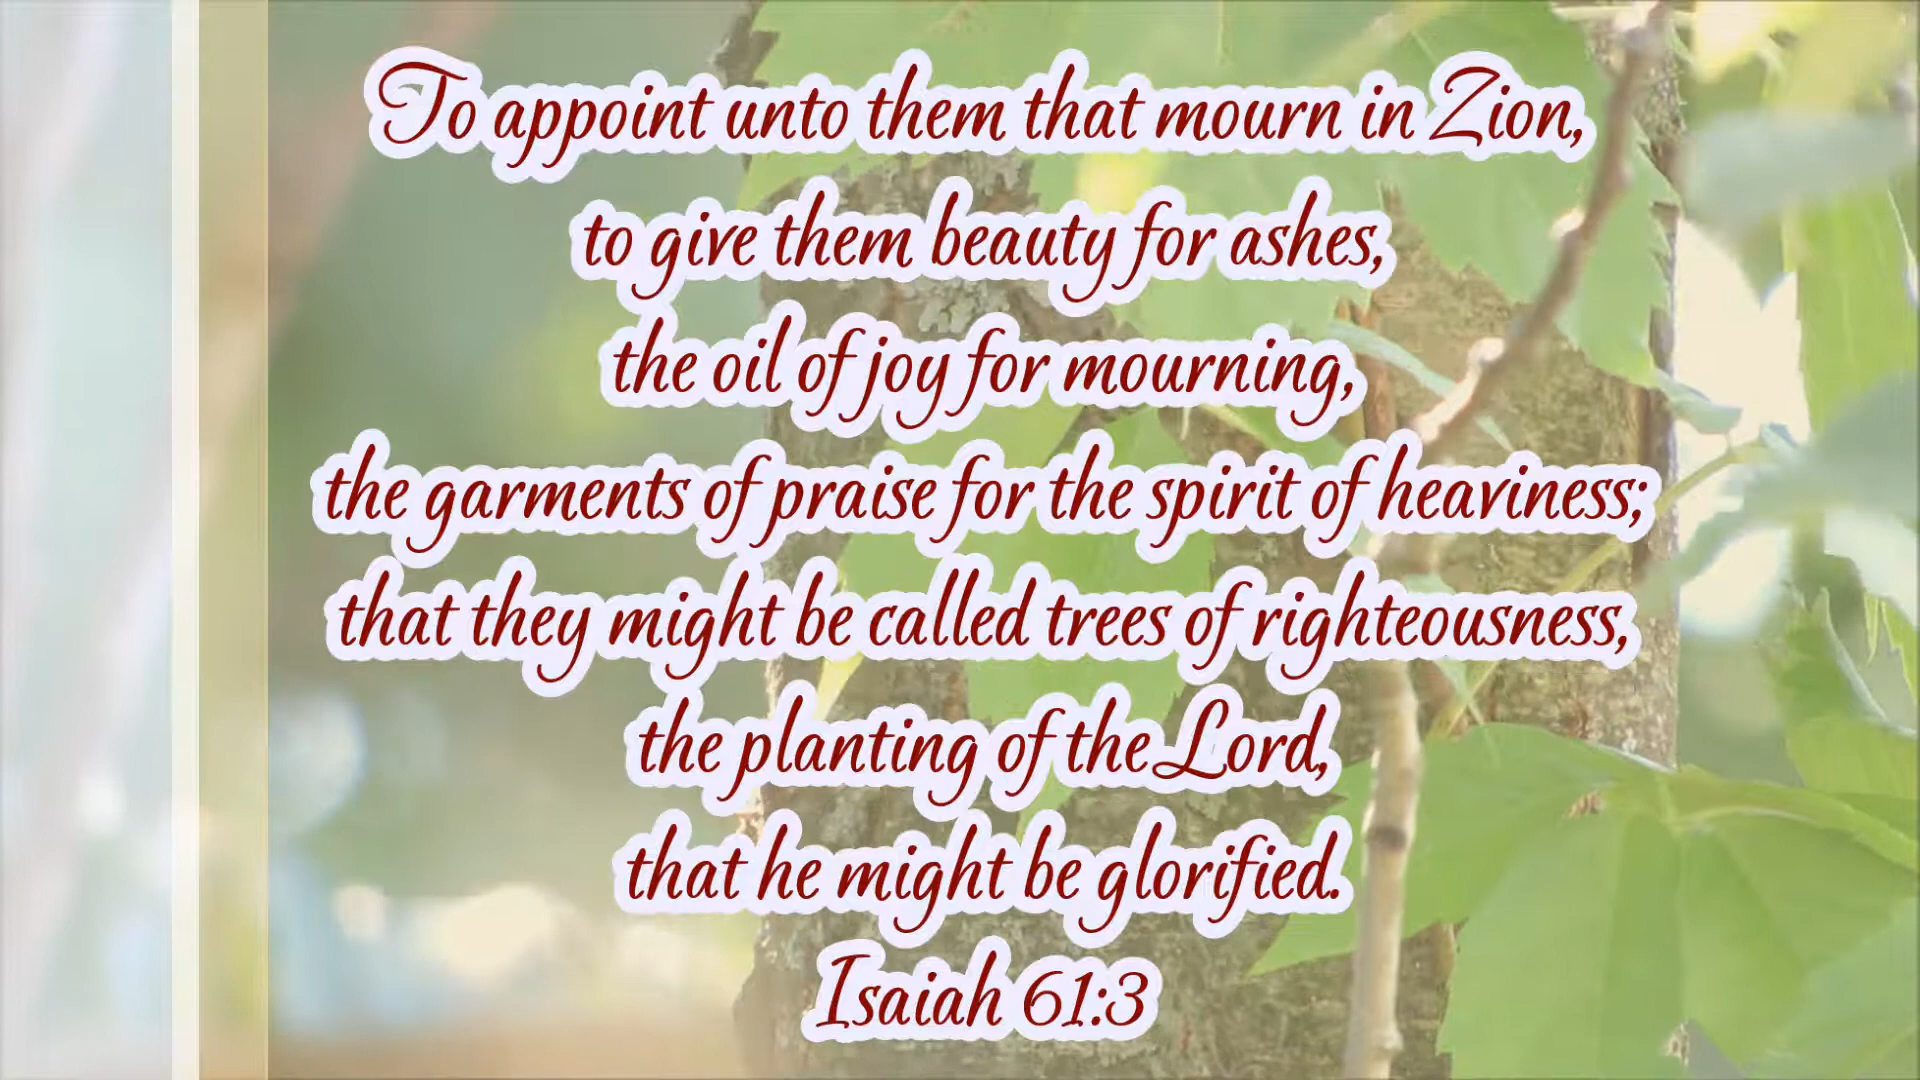 To appoint unto them that mourn in Zion,
to give them beauty for ashes,
the oil of joy for mourning,
the garments of praise for the spirit of heaviness;
that they might be called trees of righteousness,
the planting of the Lord,
that he might be glorified.
Isaiah 61:3